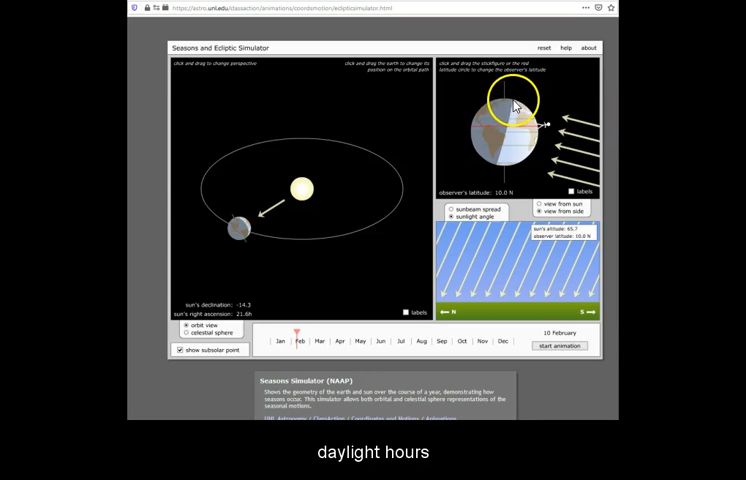 https://astro.unl.edu/classaction/animations/coordsmotion/eclipticsimulator.html
Seasons and Ecliptic Simulator
reset help about
click and drag to change perspective
click and drag the earth to change its
position on the orbital path
click and drag the stickfigure or the red
latitude circle to change the observer's latitude
observer's latitude: 10.0 N
labels
sunbeam spread
sunlight angle
view from sun
view from side
sun's altitude: 65.7
observer latitude: 10.0 N
N
S
sun's declination: -14.3
sun's right ascension: 21.6h
labels
orbit view
celestial sphere
show subsolar point
Jan Feb Mar Apr May Jun Jul Aug Sep Oct Nov Dec
10 February
start animation
Seasons Simulator (NAAP)
Shows the geometry of the earth and sun over the course of a year, demonstrating how
seasons occur. This simulator allows both orbital and celestial sphere representations of the
seasonal motions.
UNL Astronomy / ClassAction / Coordinates and Motions / Animations
daylight hours